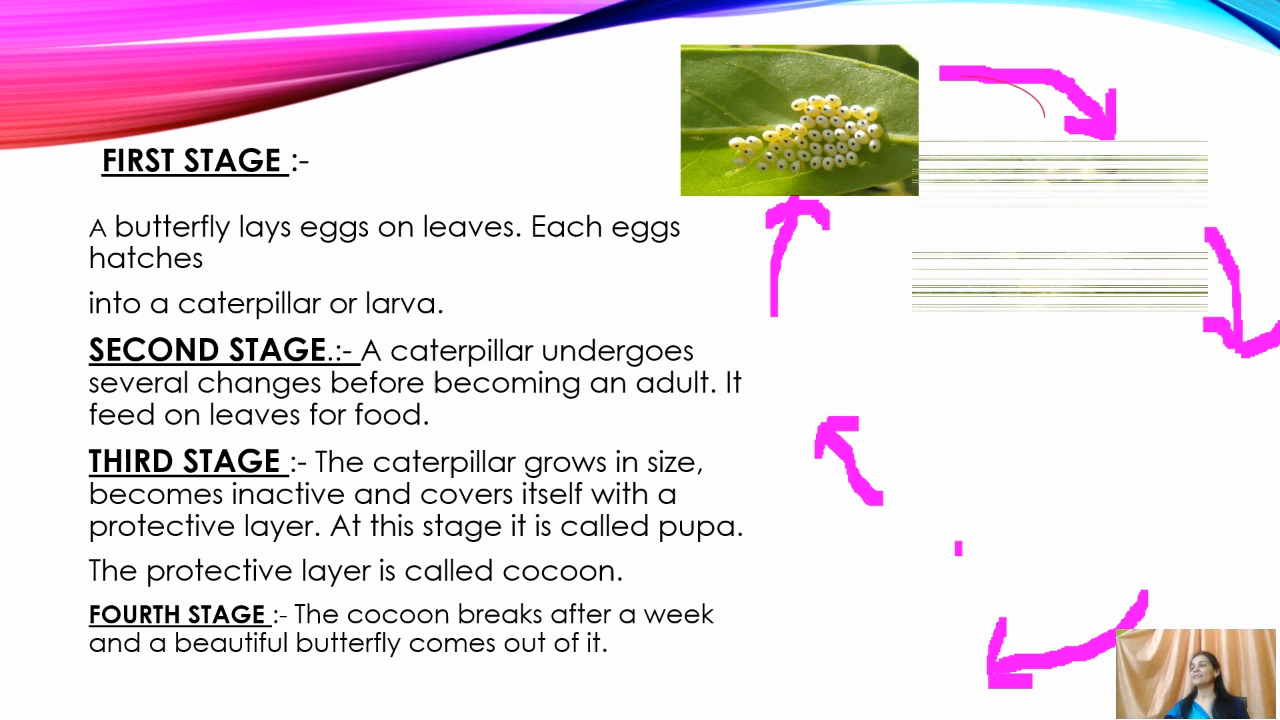 FIRST STAGE :-
A butterfly lays eggs on leaves. Each eggs
hatches
into a caterpillar or larva.
SECOND STAGE.:- A caterpillar undergoes
several changes before becoming an adult. It
feed on leaves for food.
THIRD STAGE :- The caterpillar grows in size,
becomes inactive and covers itself with a
protective layer. At this stage it is called pupa.
The protective layer is called cocoon.
FOURTH STAGE :- The cocoon breaks after a week
and a beautiful butterfly comes out of it.